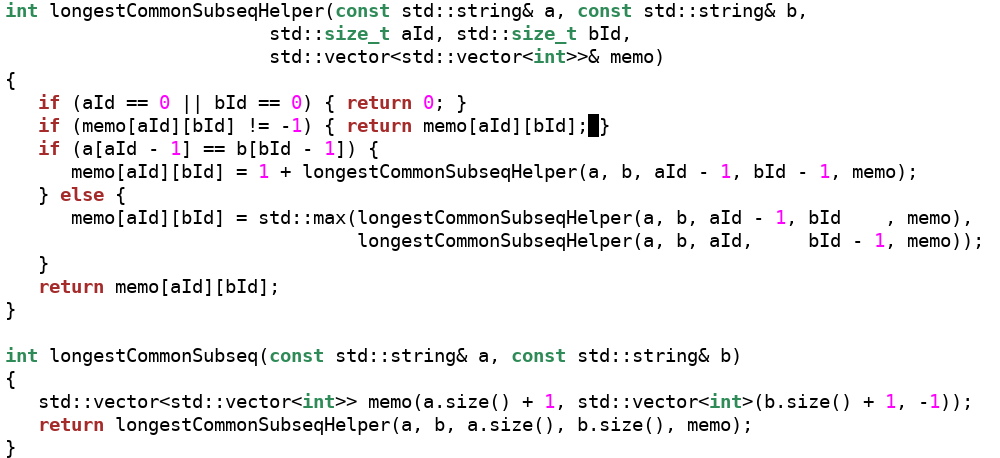 int longestCommonSubseqHelper(const std::string& a, const std::string& b,
                        std::size_t aId, std::size_t bId,
                        std::vector<std::vector<int>>& memo)
{
   if (aId == 0 || bId == 0) { return 0; }
   if (memo[aId][bId] != -1) { return memo[aId][bId]; }
   if (a[aId - 1] == b[bId - 1]) {
      memo[aId][bId] = 1 + longestCommonSubseqHelper(a, b, aId - 1, bId - 1, memo);
   } else {
      memo[aId][bId] = std::max(longestCommonSubseqHelper(a, b, aId - 1, bId    , memo),
                                longestCommonSubseqHelper(a, b, aId,     bId - 1, memo));
   }
   return memo[aId][bId];
}

int longestCommonSubseq(const std::string& a, const std::string& b)
{
   std::vector<std::vector<int>> memo(a.size() + 1, std::vector<int>(b.size() + 1, -1));
   return longestCommonSubseqHelper(a, b, a.size(), b.size(), memo);
}